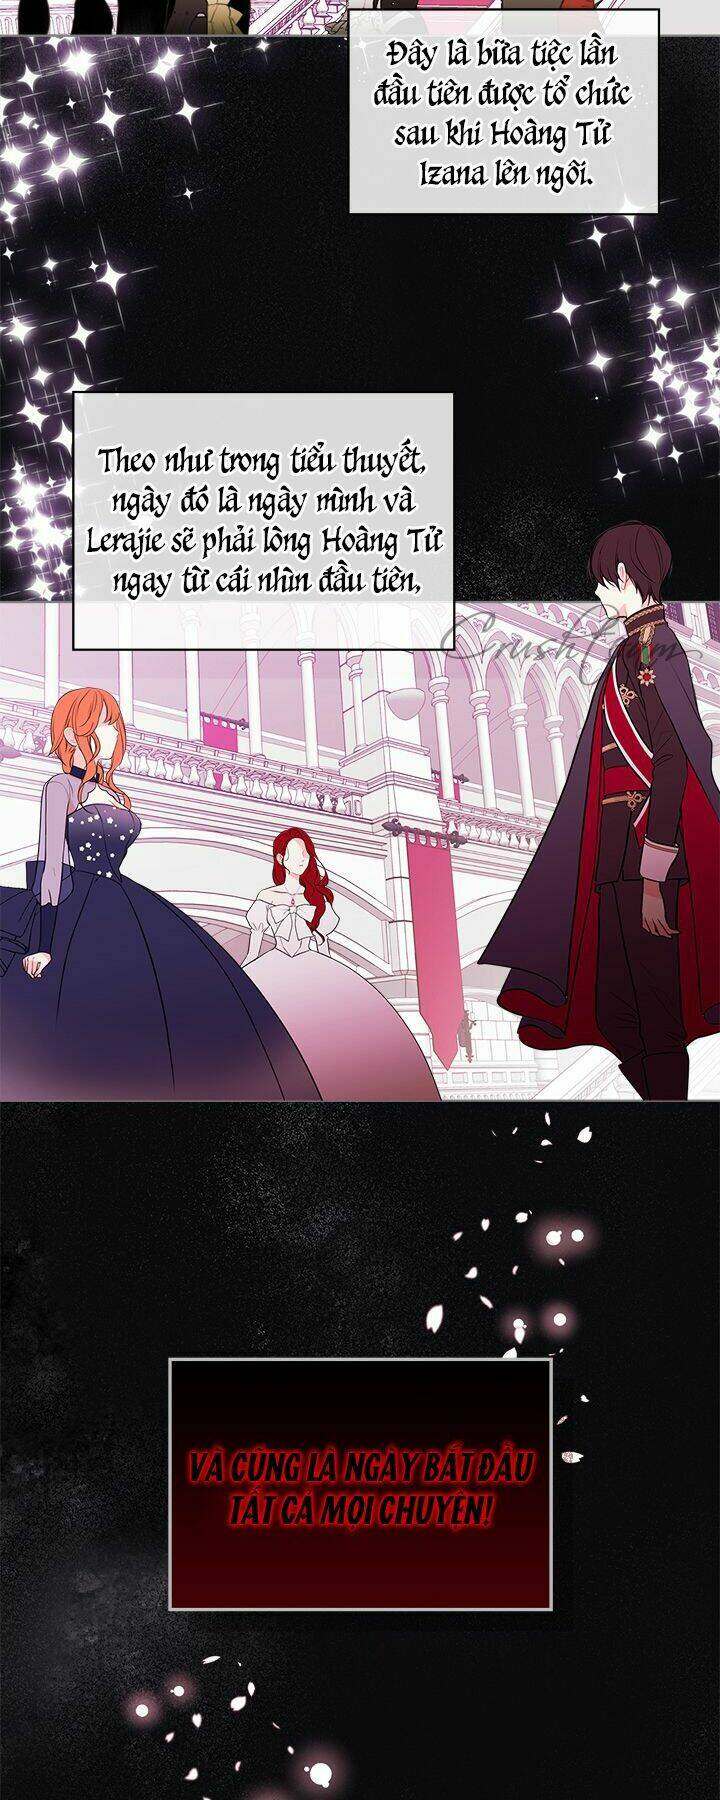 Đây là bữa tiệc lần
đầu tiên được tổ chức
sau khi Hoàng Tử
Izana lên ngôi.
Theo như trong tiểu thuyết,
ngày đó là ngày mình và
Lerajie sẽ phải lòng Hoàng Tử
ngay từ cái nhìn đầu tiên,
CrushTeam
VÀ CŨNG LÀ NGÀY BẮT ĐẦU
TẤT CẢ MỌI CHUYỆN!